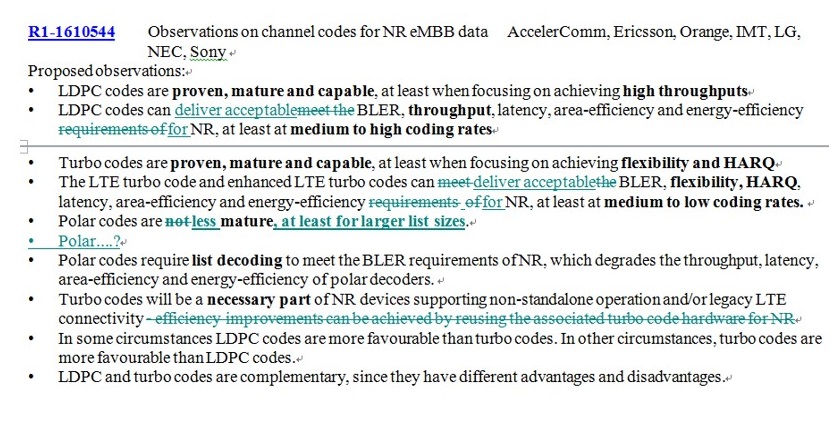 R1-1610544 Observations on channel codes for NR eMBB data AccelerComm, Ericsson, Orange, IMT, LG,
NEC, Sony
Proposed observations:
• LDPC codes are proven, mature and capable, at least when focusing on achieving high throughputs
• LDPC codes can deliver acceptablemeet the BLER, throughput, latency, area-efficiency and energy-efficiency
requirements of for NR, at least at medium to high coding rates
• Turbo codes are proven, mature and capable, at least when focusing on achieving flexibility and HARQ
• The LTE turbo code and enhanced LTE turbo codes can meet deliver acceptablethe BLER, flexibility, HARQ,
latency, area-efficiency and energy-efficiency requirements of for NR, at least at medium to low coding rates.
• Polar codes are not less mature, at least for larger list sizes.
• Polar....?
• Polar codes require list decoding to meet the BLER requirements of NR, which degrades the throughput, latency,
area-efficiency and energy-efficiency of polar decoders.
• Turbo codes will be a necessary part of NR devices supporting non-standalone operation and/or legacy LTE
connectivity - efficiency improvements can be achieved by reusing the associated turbo code hardware for NR
• In some circumstances LDPC codes are more favourable than turbo codes. In other circumstances, turbo codes are
more favourable than LDPC codes.
• LDPC and turbo codes are complementary, since they have different advantages and disadvantages.